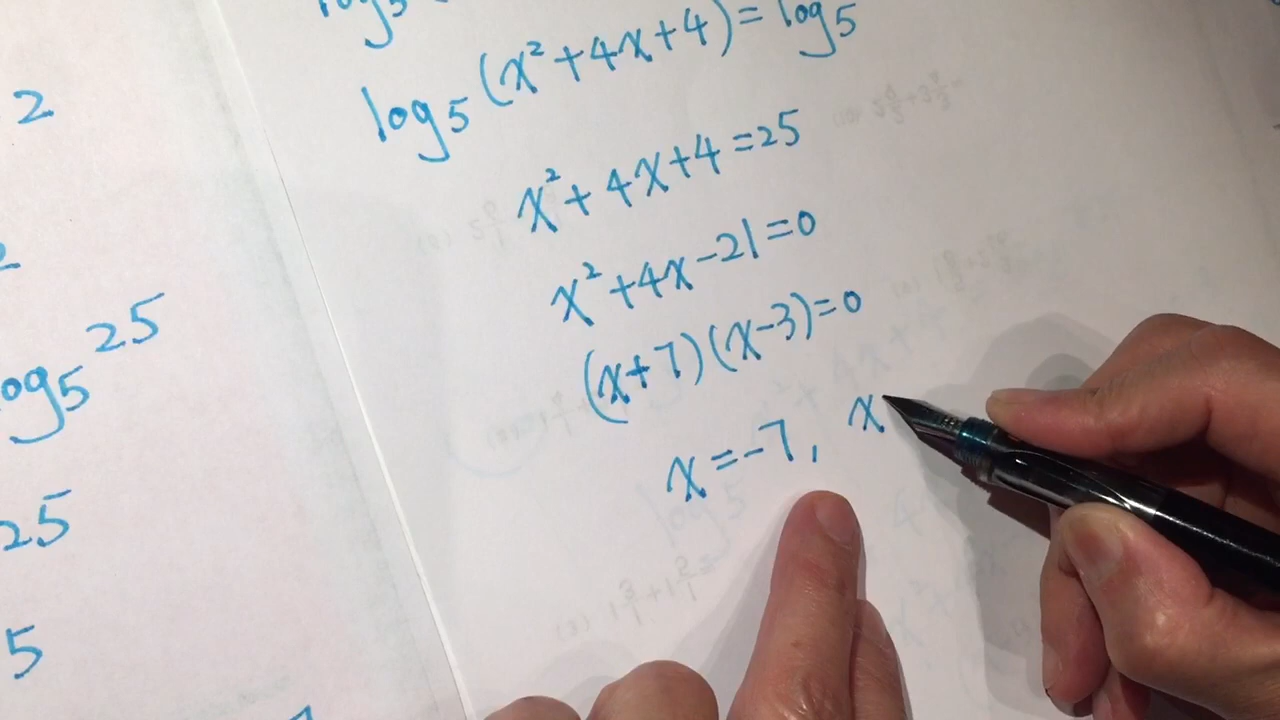 2
log₅
log₅(x²+4x+4)=log₅
x²+4x+4=25
x²+4x-21=0
log₅25
(x+7)(x-3)=0
x=-7, x
25
5